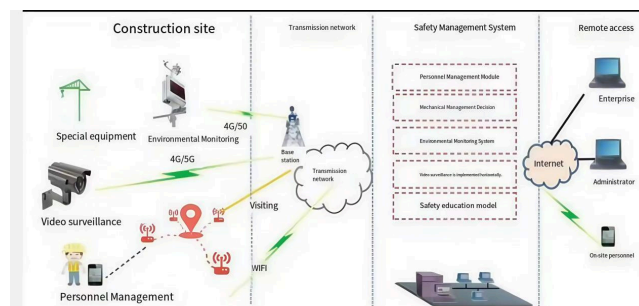 Construction site
Transmission network
Safety Management System
Remote access
Special equipment
Environmental Monitoring
4G/50
Base
station
4G/5G
Transmission
network
Video surveillance
Visiting
WIFI
Personnel Management
Personnel Management Module
Mechanical Management Decision
Environmental Monitoring System
Video surveillance is implemented horizontally.
Safety education model
Internet
Enterprise
Administrator
On-site personnel